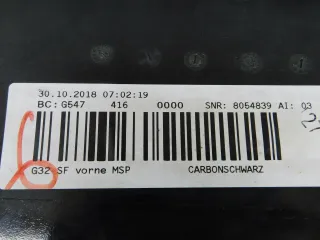 30.10.2018 07:02:19
BC: G547 416 0000 SNR: 8054839 AI: 03
G32 SF vorne MSP CARBONSCHWARZ